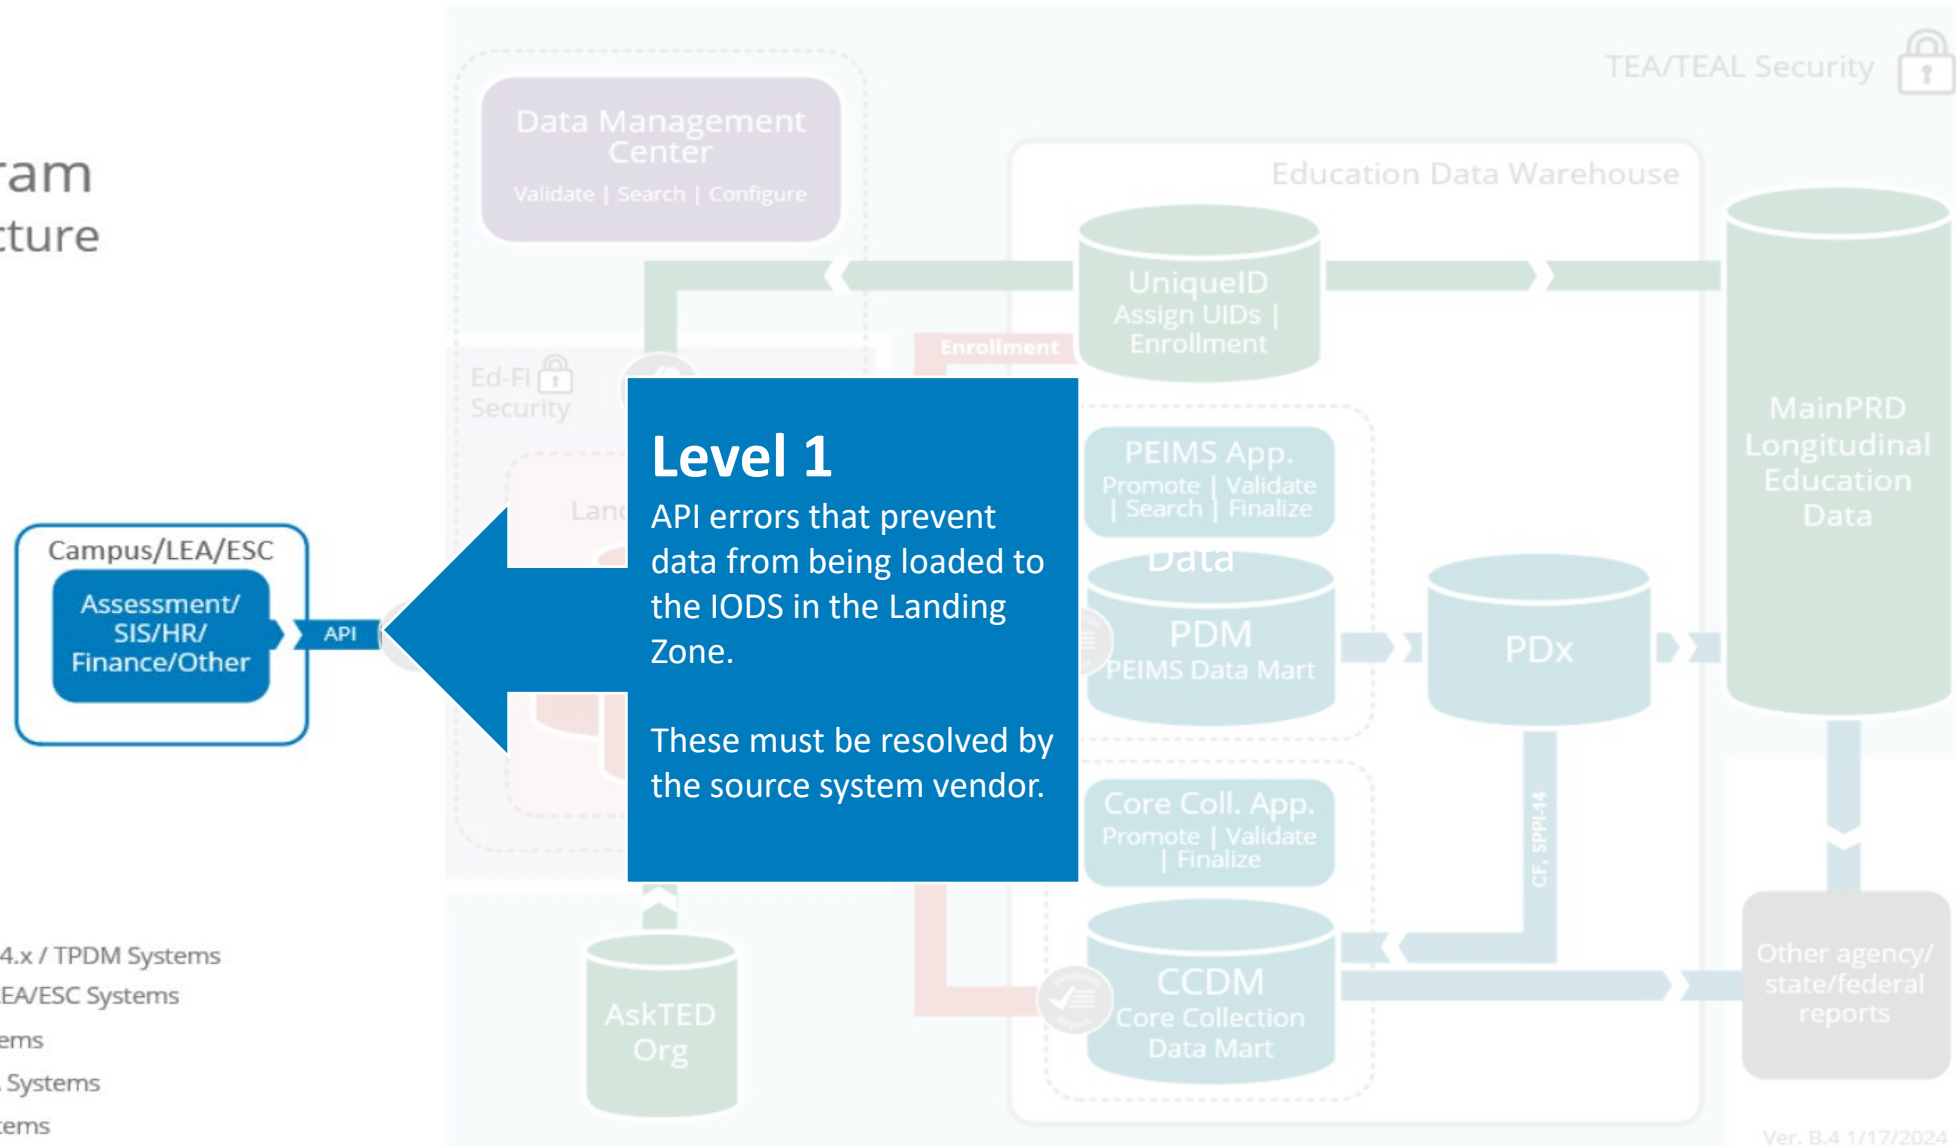 TEA/TEAL Security
Data Management
Center
Validate | Search | Configure
Education Data Warehouse
UniqueID
Assign UIDs |
Enrollment
Enrollment
Ed-Fi
Security
MainPRD
Longitudinal
Education
Data
Level 1
API errors that prevent
data from being loaded to
the IODS in the Landing
Zone.
These must be resolved by
the source system vendor.
PEIMS App.
Promote | Validate
| Search | Finalize
Data
PDM
PEIMS Data Mart
PDx
Campus/LEA/ESC
Assessment/
SIS/HR/
Finance/Other
API
Core Coll. App.
Promote | Validate
| Finalize
CF, SPPI-14
CCDM
Core Collection
Data Mart
Other agency/
state/federal
reports
AskTED
Org
4.x / TPDM Systems
EA/ESC Systems
ems
Systems
tems
ram
cture
Ver. B.4 1/17/2024